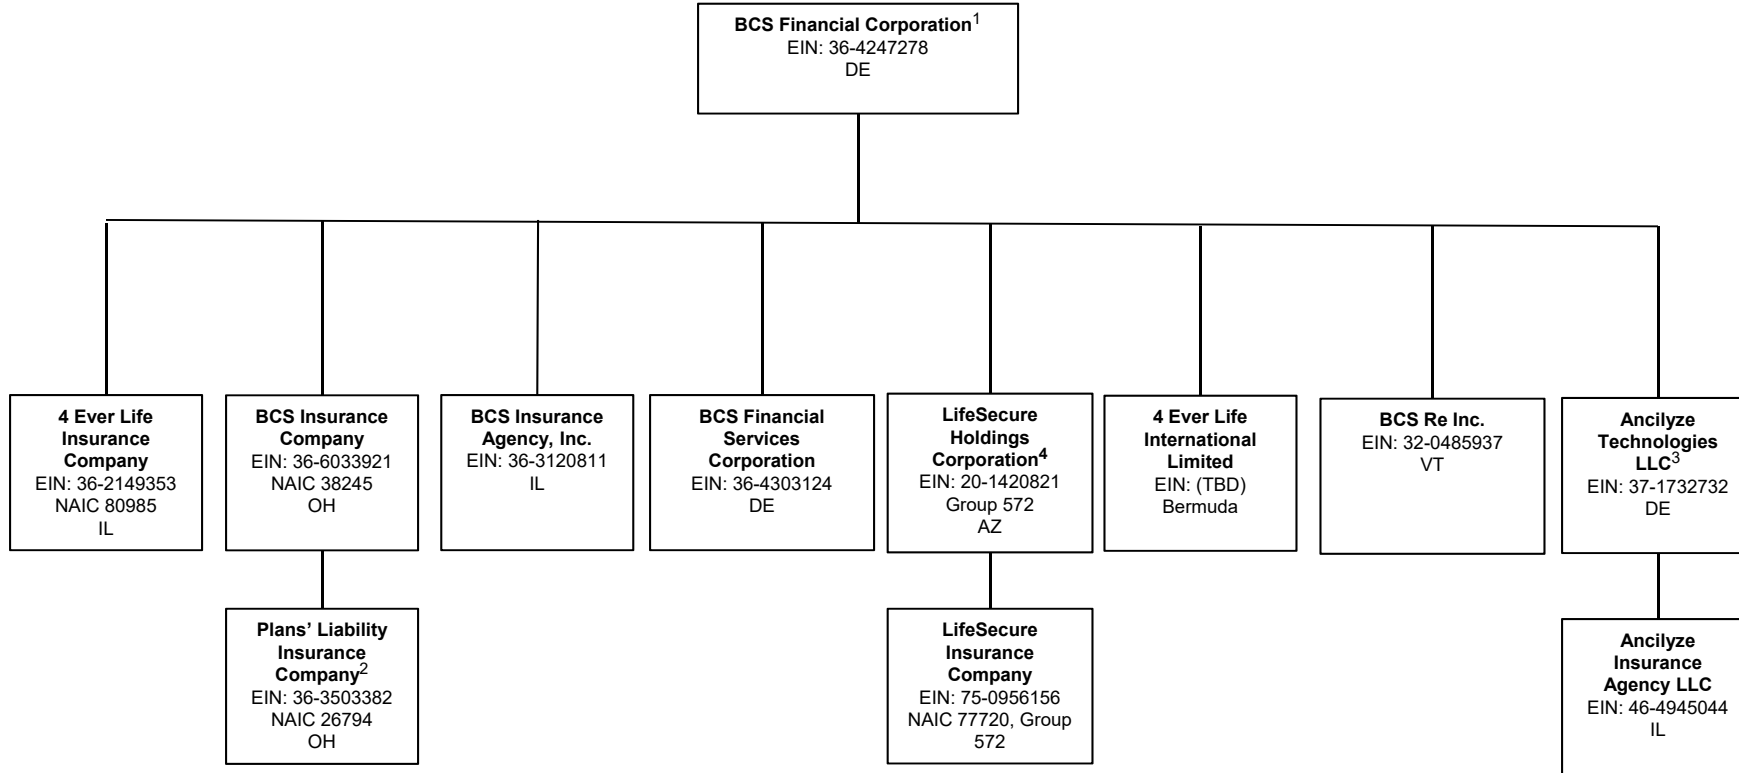 BCS Financial Corporation1
EIN: 36-4247278
DE
4 Ever Life
Insurance
Company
EIN: 36-2149353
NAIC 80985
IL
BCS Insurance
Company
EIN: 36-6033921
NAIC 38245
OH
BCS Insurance
Agency, Inc.
EIN: 36-3120811
IL
BCS Financial
Services
Corporation
EIN: 36-4303124
DE
LifeSecure
Holdings
Corporation4
EIN: 20-1420821
Group 572
AZ
4 Ever Life
International
Limited
EIN: (TBD)
Bermuda
BCS Re Inc.
EIN: 32-0485937
VT
Ancilyze
Technologies
LLC3
EIN: 37-1732732
DE
Plans’ Liability
Insurance
Company2
EIN: 36-3503382
NAIC 26794
OH
LifeSecure
Insurance
Company
EIN: 75-0956156
NAIC 77720, Group
572
Ancilyze
Insurance
Agency LLC
EIN: 46-4945044
IL